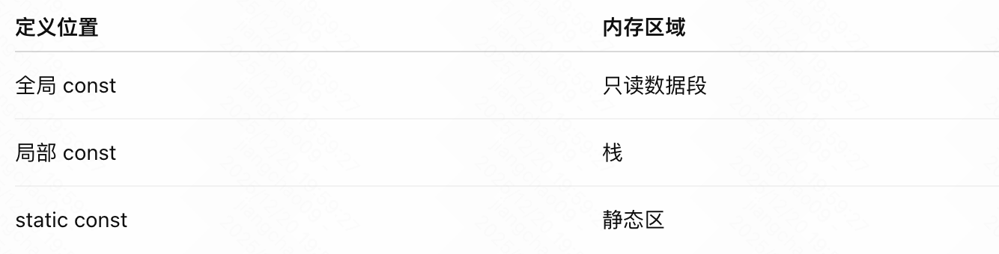 定义位置 内存区域
全局 const 只读数据段
局部 const 栈
static const 静态区